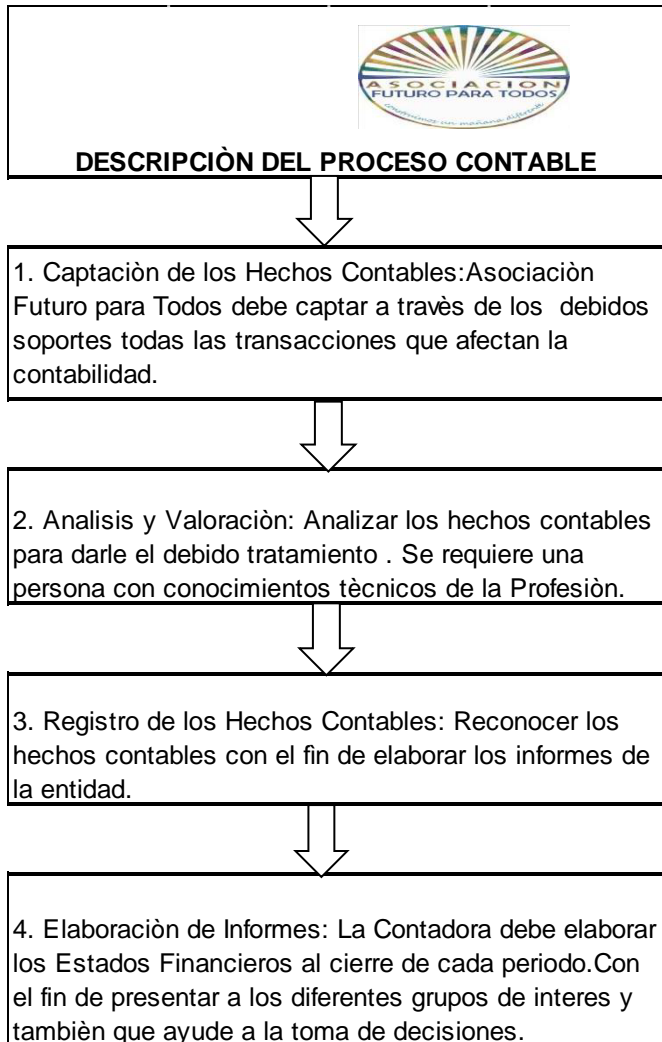 ASOCIACION
FUTURO PARA TODOS
construimos un mañana diferente
DESCRIPCIÒN DEL PROCESO CONTABLE
1. Captaciòn de los Hechos Contables:Asociaciòn
Futuro para Todos debe captar a travès de los debidos
soportes todas las transacciones que afectan la
contabilidad.
2. Analisis y Valoraciòn: Analizar los hechos contables
para darle el debido tratamiento . Se requiere una
persona con conocimientos tècnicos de la Profesiòn.
3. Registro de los Hechos Contables: Reconocer los
hechos contables con el fin de elaborar los informes de
la entidad.
4. Elaboraciòn de Informes: La Contadora debe elaborar
los Estados Financieros al cierre de cada periodo.Con
el fin de presentar a los diferentes grupos de interes y
tambièn que ayude a la toma de decisiones.